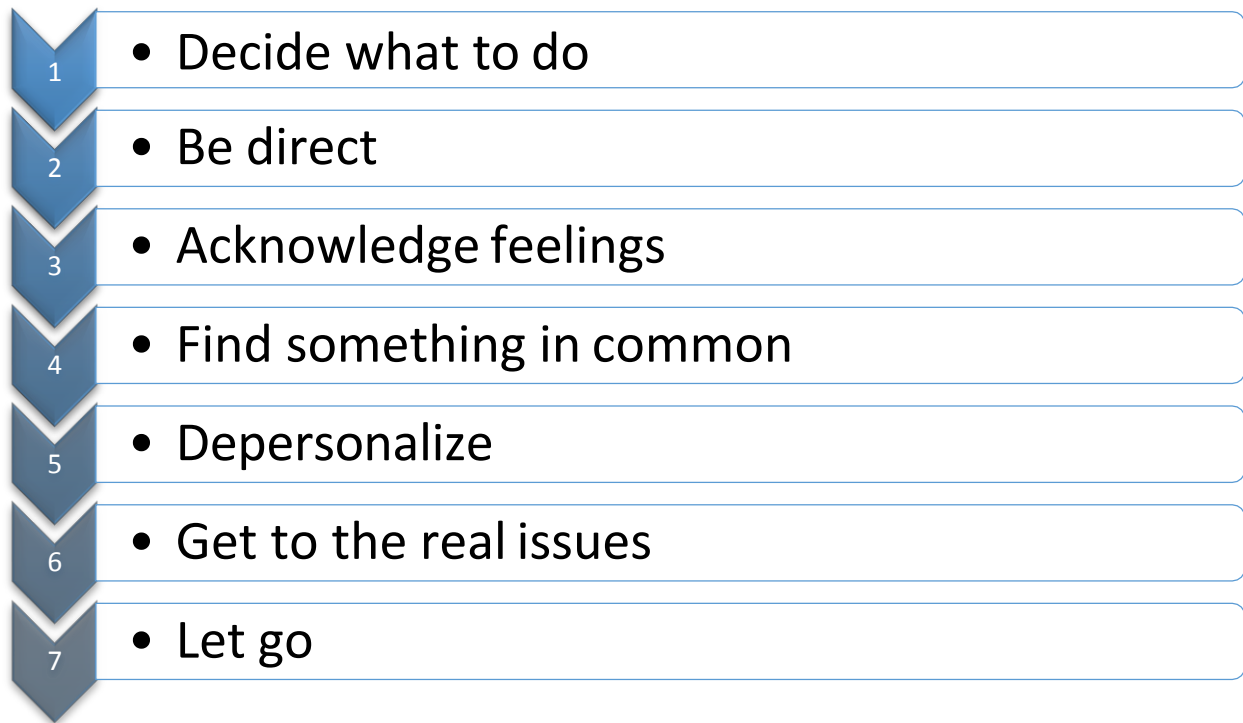 1 • Decide what to do
2 • Be direct
3 • Acknowledge feelings
4 • Find something in common
5 • Depersonalize
6 • Get to the real issues
7 • Let go